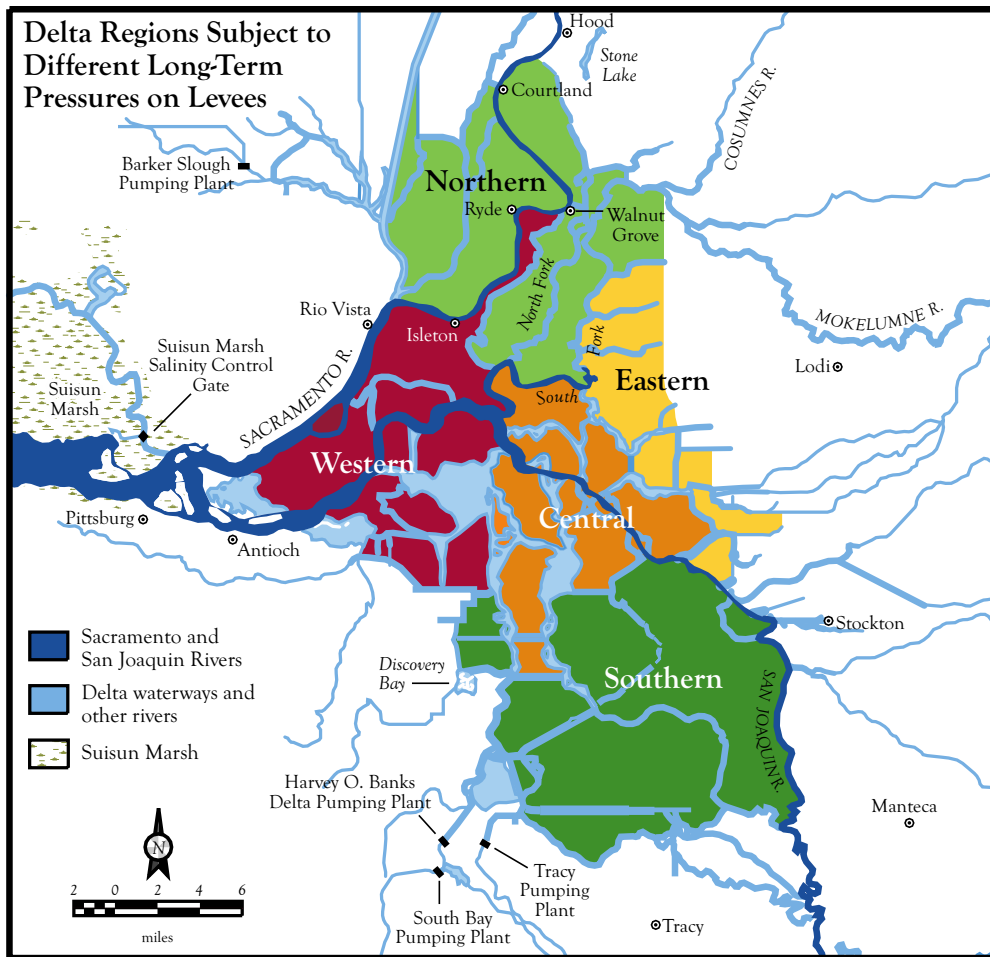 Delta Regions Subject to
Different Long-Term
Pressures on Levees
Hood
Stone
Lake
Courtland
COSUMNES R.
Barker Slough
Pumping Plant
Northern
Ryde
Walnut
Grove
North Fork
MOKELUMNE R.
Rio Vista
Isleton
Fork
Lodi
Suisun Marsh
Salinity Control
Gate
Suisun
Marsh
SACRAMENTO R.
Eastern
South
Western
Central
Pittsburg
Antioch
Stockton
Sacramento and
San Joaquin Rivers
Delta waterways and
other rivers
Suisun Marsh
Discovery
Bay
Southern
SAN JOAQUIN R.
Harvey O. Banks
Delta Pumping Plant
Manteca
N
Tracy
Pumping
Plant
South Bay
Pumping Plant
Tracy
2 0 2 4 6
miles